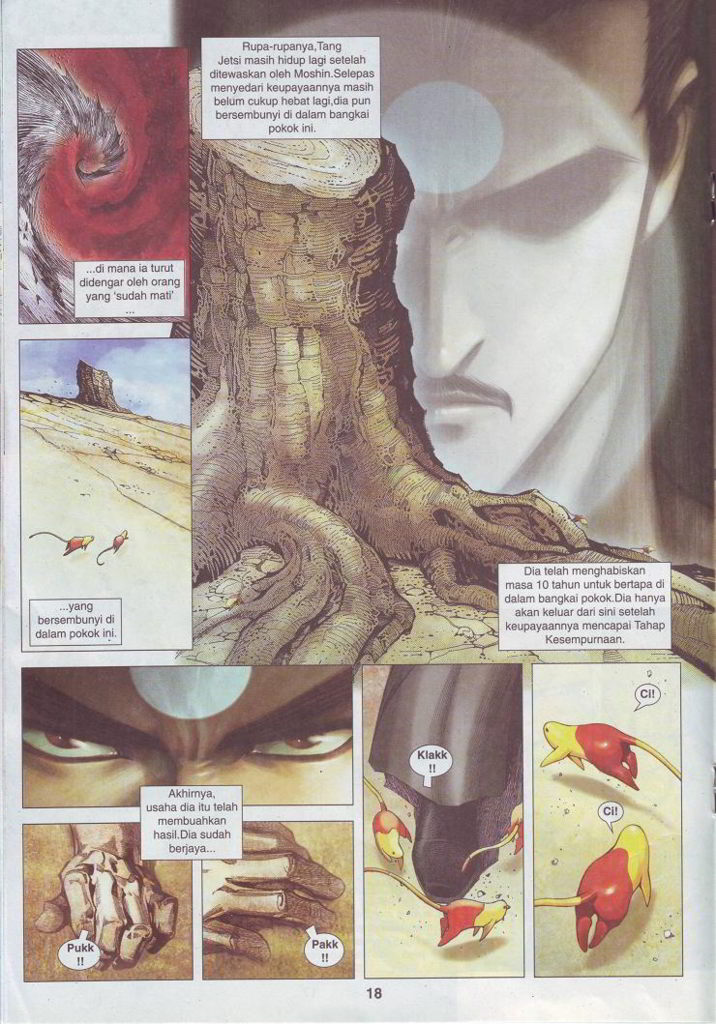 Rupa-rupanya,Tang
Jetsi masih hidup lagi setelah
ditewaskan oleh Moshin.Selepas
menyedari keupayaannya masih
belum cukup hebat lagi,dia pun
bersembunyi di dalam bangkai
pokok ini.
...di mana ia turut
didengar oleh orang
yang 'sudah mati'
...
...yang
bersembunyi di
dalam pokok ini.
Dia telah menghabiskan
masa 10 tahun untuk bertapa di
dalam bangkai pokok.Dia hanya
akan keluar dari sini setelah
keupayaannya mencapai Tahap
Kesempurnaan.
Akhirnya,
usaha dia itu telah
membuahkan
hasil.Dia sudah
berjaya...
Pukk
!!
Pakk
!!
Klakk
!!
Ci!
Ci!
18